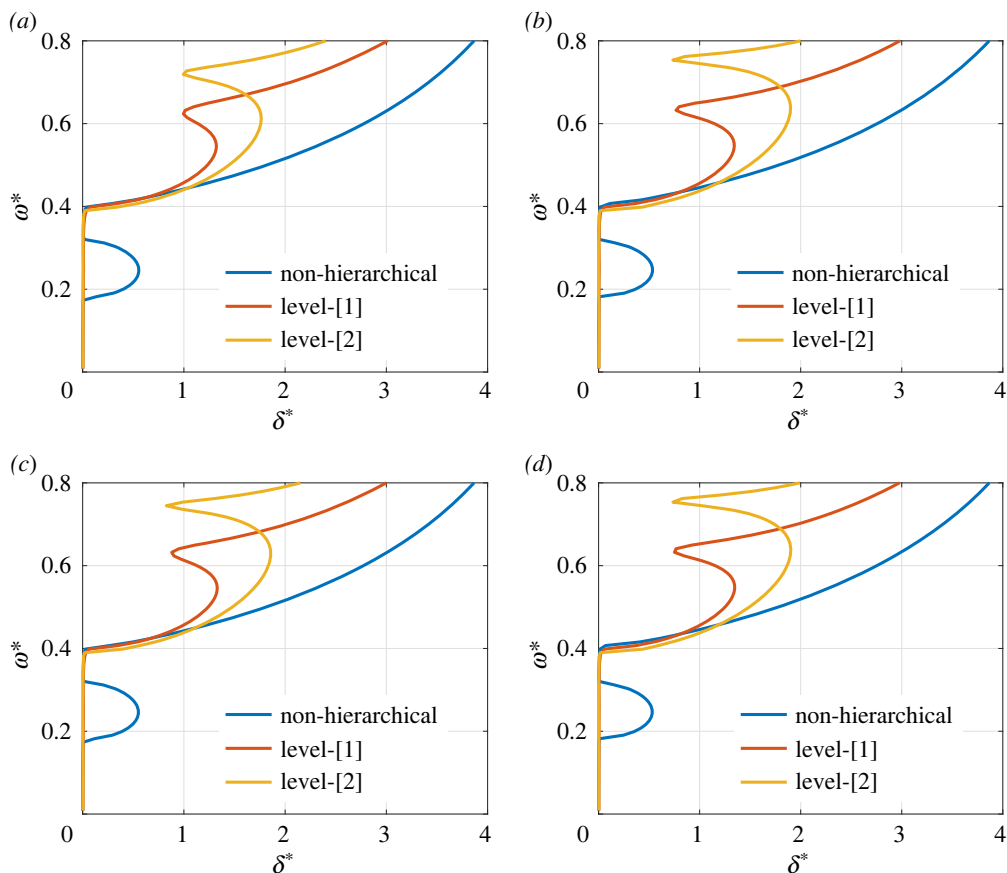 (a)
0.8
0.6
ω*
0.4
0.2
non-hierarchical
level-[1]
level-[2]
0 1 2 3 4
δ*
(b)
0.8
0.6
ω*
0.4
0.2
non-hierarchical
level-[1]
level-[2]
0 1 2 3 4
δ*
(c)
0.8
0.6
ω*
0.4
0.2
non-hierarchical
level-[1]
level-[2]
0 1 2 3 4
δ*
(d)
0.8
0.6
ω*
0.4
0.2
non-hierarchical
level-[1]
level-[2]
0 1 2 3 4
δ*